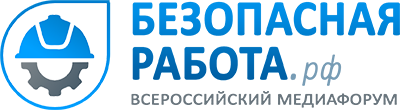 БЕЗОПАСНАЯ
РАБОТА.рф
ВСЕРОССИЙСКИЙ МЕДИАФОРУМ